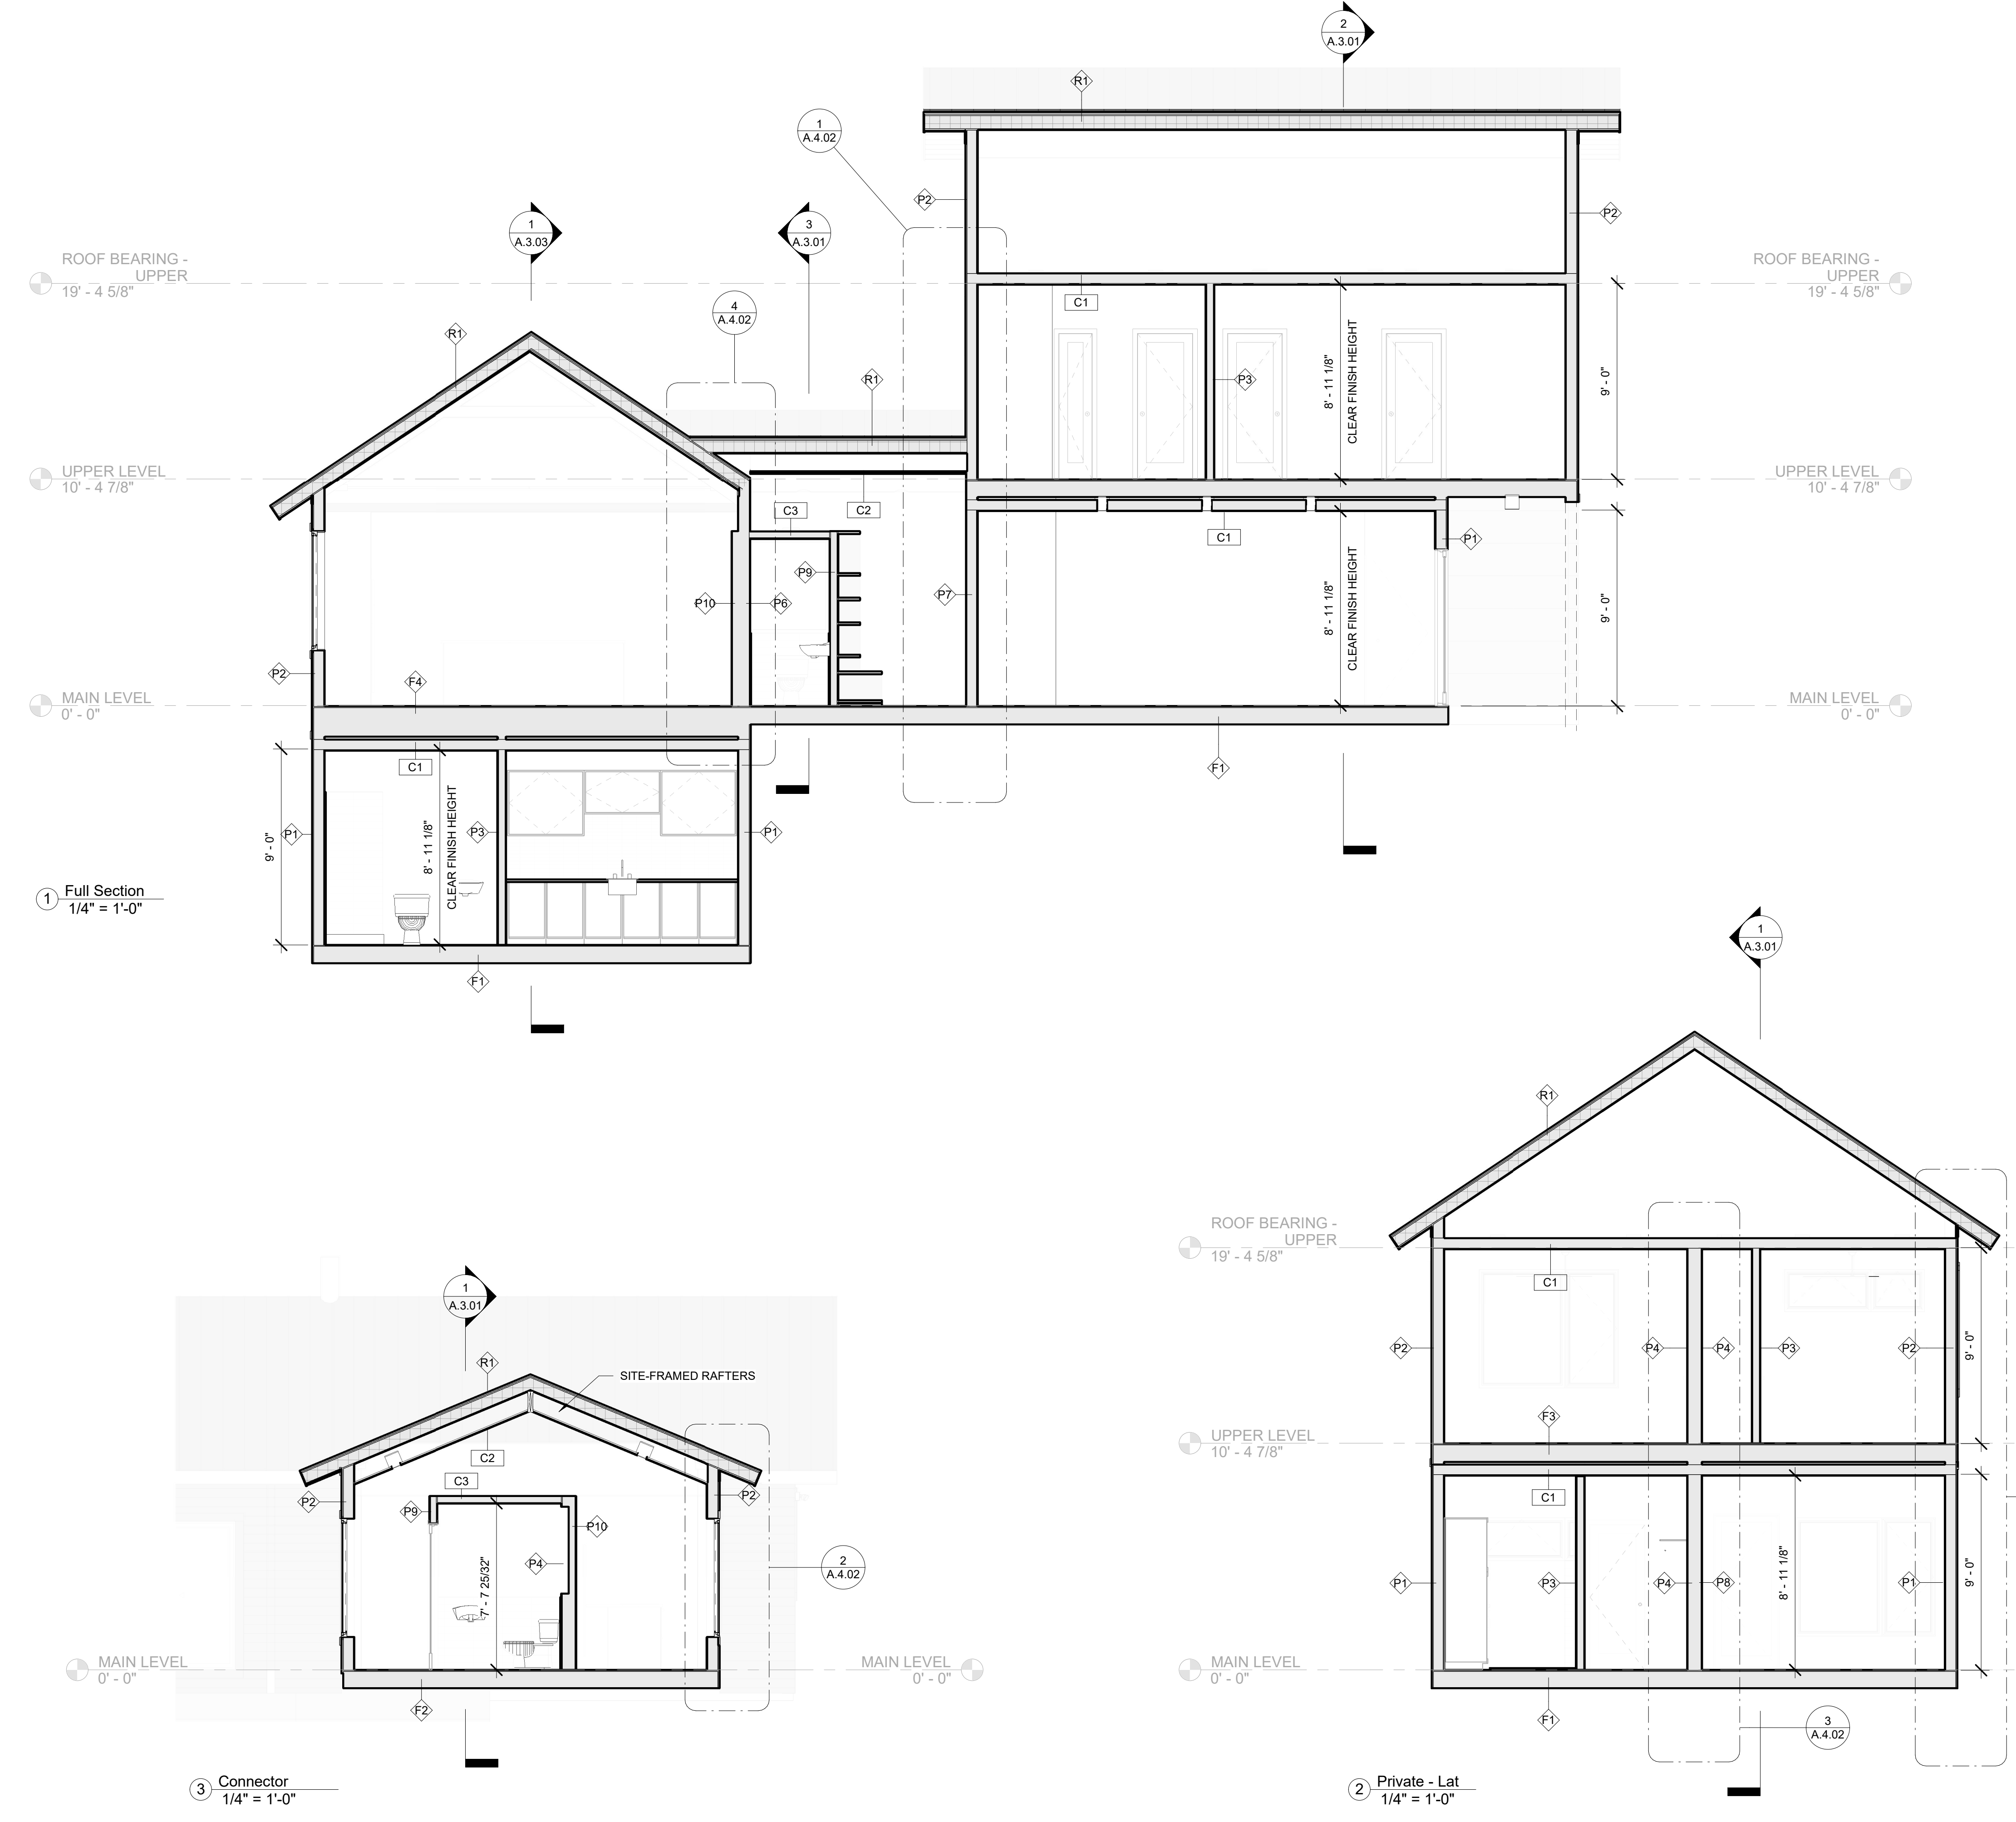 2
A.3.01
R1
1
A.4.02
P2
P2
1
A.3.03
3
A.3.01
ROOF BEARING -
UPPER
19' - 4 5/8"
ROOF BEARING -
UPPER
19' - 4 5/8"
C1
4
A.4.02
R1
R1
P3
8' - 11 1/8"
CLEAR FINISH HEIGHT
9' - 0"
UPPER LEVEL
10' - 4 7/8"
UPPER LEVEL
10' - 4 7/8"
C3
C2
C1
P1
P9
P10
P6
P7
8' - 11 1/8"
CLEAR FINISH HEIGHT
9' - 0"
P2
F4
MAIN LEVEL
0' - 0"
MAIN LEVEL
0' - 0"
C1
F1
P1
P3
P1
9' - 0"
8' - 11 1/8"
CLEAR FINISH HEIGHT
F1
1
Full Section
1/4" = 1'-0"
1
A.3.01
R1
ROOF BEARING -
UPPER
19' - 4 5/8"
C1
P2
P4
P4
P3
P2
9' - 0"
F3
UPPER LEVEL
10' - 4 7/8"
C1
P1
P3
P4
P8
8' - 11 1/8"
P1
9' - 0"
MAIN LEVEL
0' - 0"
F1
3
A.4.02
2
Private - Lat
1/4" = 1'-0"
1
A.3.01
R1
SITE-FRAMED RAFTERS
C2
C3
P2
P9
P10
P2
P4
7' - 7 25/32"
2
A.4.02
MAIN LEVEL
0' - 0"
MAIN LEVEL
0' - 0"
F2
3
Connector
1/4" = 1'-0"